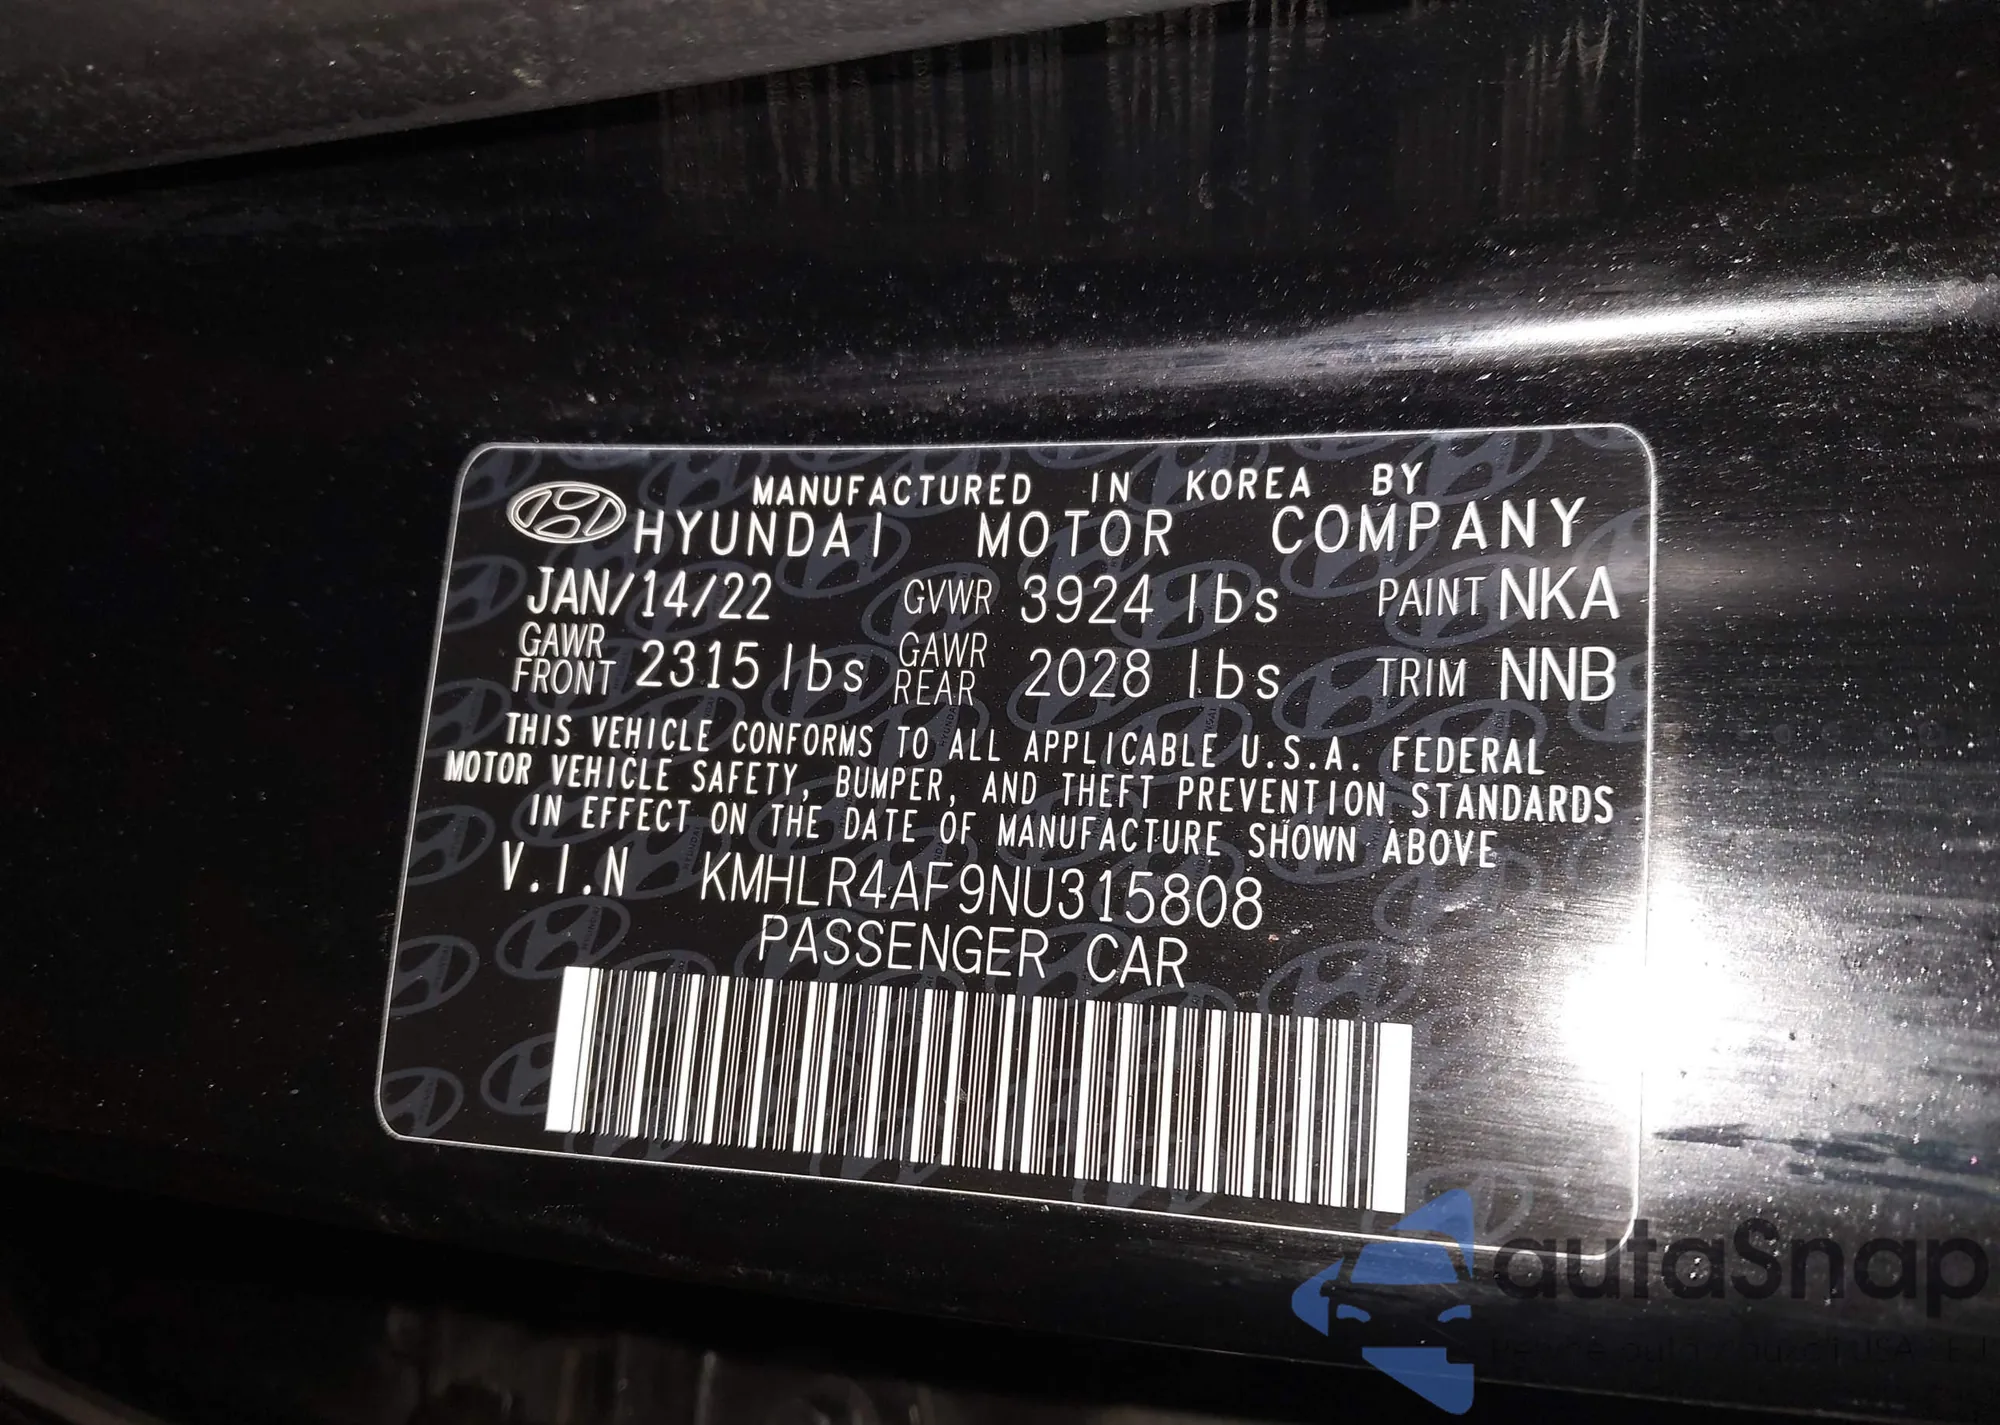 MANUFACTURED IN KOREA BY
HYUNDAI MOTOR COMPANY
JAN/14/22 GVWR 3924 lbs PAINT NKA
GAWR FRONT 2315 lbs GAWR REAR 2028 lbs TRIM NNB
THIS VEHICLE CONFORMS TO ALL APPLICABLE U.S.A. FEDERAL
MOTOR VEHICLE SAFETY, BUMPER, AND THEFT PREVENTION STANDARDS
IN EFFECT ON THE DATE OF MANUFACTURE SHOWN ABOVE
V.I.N KMHLR4AF9NU315808
PASSENGER CAR
autaSnap